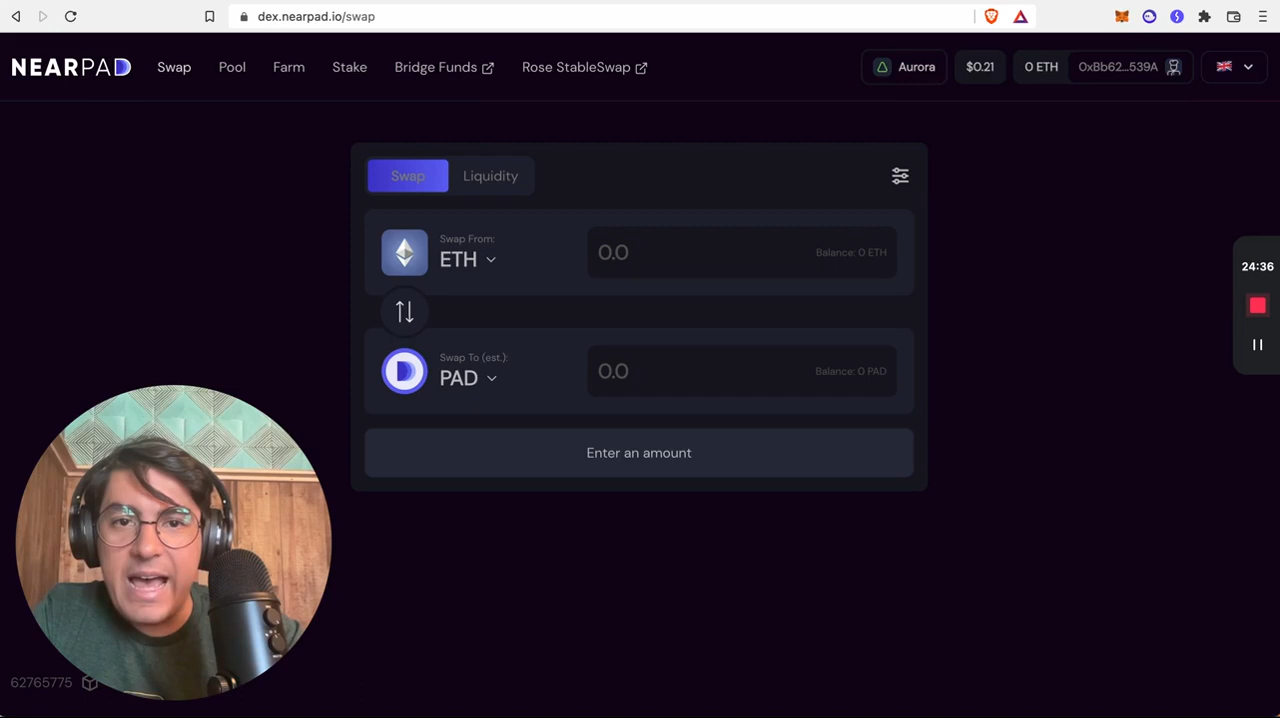 dex.nearpad.io/swap
NEARPAD Swap Pool Farm Stake Bridge Funds Rose StableSwap Aurora $0.21 0 ETH 0xBb62...539A
Swap Liquidity
Swap From:
ETH 0.0 Balance: 0 ETH
24:36
Swap To (est.):
PAD 0.0 Balance: 0 PAD
Enter an amount
62765775